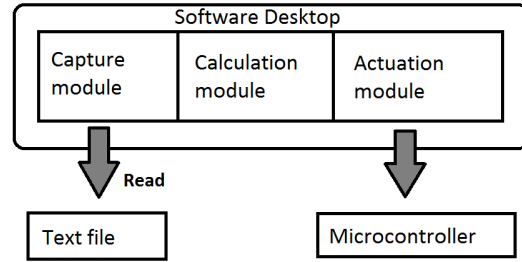 Software Desktop
Capture
module
Calculation
module
Actuation
module
Read
Text file
Microcontroller